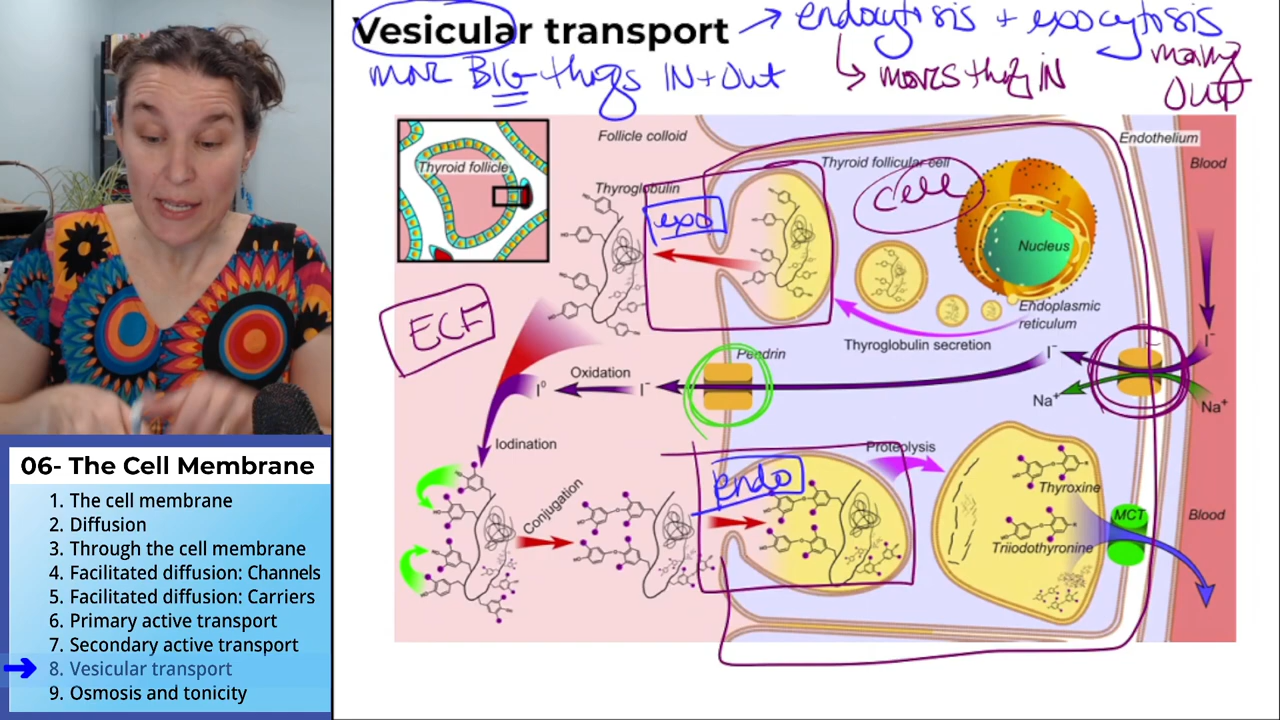 Vesicular transport → endocytosis + exocytosis
move BIG things IN + OUT
↳ moves things IN
moving
OUT
Follicle colloid
Endothelium
Thyroid follicle
Thyroid follicular cell
Blood
Thyroglobulin
cell
exo
Nucleus
ECF
Endoplasmic
reticulum
Thyroglobulin secretion
I⁻
I⁻
Pendrin
Oxidation
I⁰
I⁻
Na⁺
Na⁺
Iodination
Proteolysis
endo
Conjugation
Thyroxine
MCT
Blood
Triiodothyronine
06- The Cell Membrane
1. The cell membrane
2. Diffusion
3. Through the cell membrane
4. Facilitated diffusion: Channels
5. Facilitated diffusion: Carriers
6. Primary active transport
7. Secondary active transport
8. Vesicular transport
9. Osmosis and tonicity